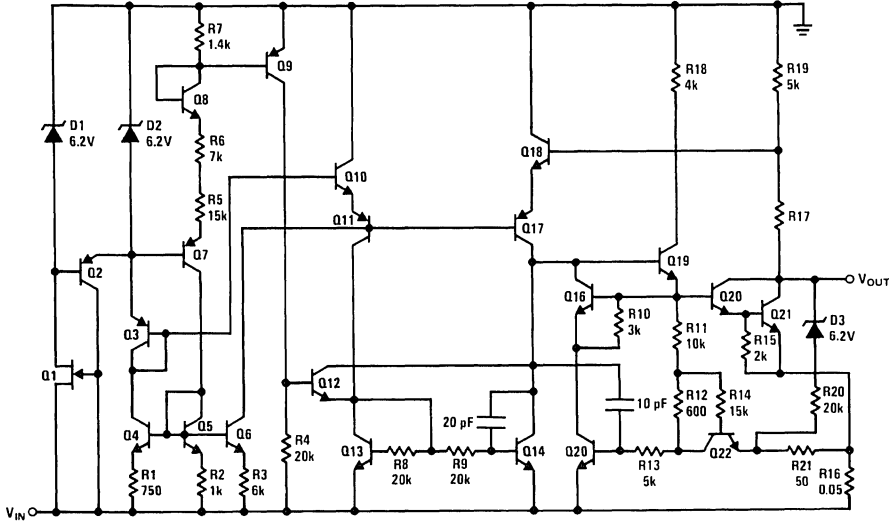 R7
1.4k
Q9
R18
4k
R19
5k
Q8
D1
6.2V
D2
6.2V
R6
7k
Q18
Q10
R5
15k
Q11
Q17
R17
Q2
Q7
Q19
VOUT
Q16
Q20
Q21
R10
3k
D3
6.2V
Q3
R11
10k
R15
2k
Q1
Q12
10 pF
R12
600
R14
15k
R20
20k
20 pF
Q4
Q5
Q6
R4
20k
Q13
R8
20k
R9
20k
Q14
Q20
R13
5k
Q22
R21
50
R16
0.05
R1
750
R2
1k
R3
6k
VIN